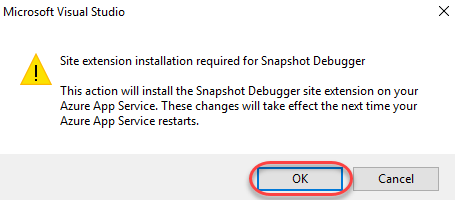 Microsoft Visual Studio
Site extension installation required for Snapshot Debugger
This action will install the Snapshot Debugger site extension on your
Azure App Service. These changes will take effect the next time your
Azure App Service restarts.
OK
Cancel